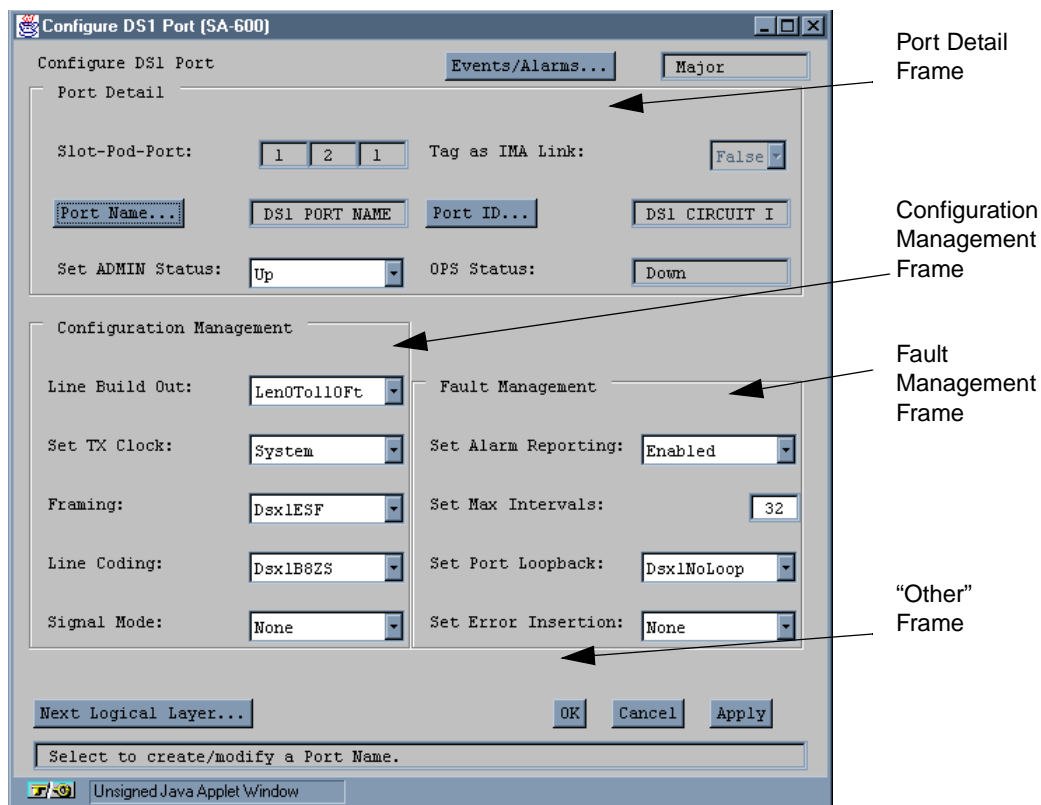 Configure DS1 Port (SA-600)
Configure DS1 Port
Events/Alarms...
Major
Port Detail
Slot-Pod-Port:
1 2 1
Tag as IMA Link:
False
Port Name...
DS1 PORT NAME
Port ID...
DS1 CIRCUIT I
Set ADMIN Status:
Up
OPS Status:
Down
Configuration Management
Line Build Out:
Len0To110Ft
Set TX Clock:
System
Framing:
Dsx1ESF
Line Coding:
Dsx1B8ZS
Signal Mode:
None
Fault Management
Set Alarm Reporting:
Enabled
Set Max Intervals:
32
Set Port Loopback:
Dsx1NoLoop
Set Error Insertion:
None
Next Logical Layer...
OK
Cancel
Apply
Select to create/modify a Port Name.
Unsigned Java Applet Window
Port Detail
Frame
Configuration
Management
Frame
Fault
Management
Frame
“Other”
Frame